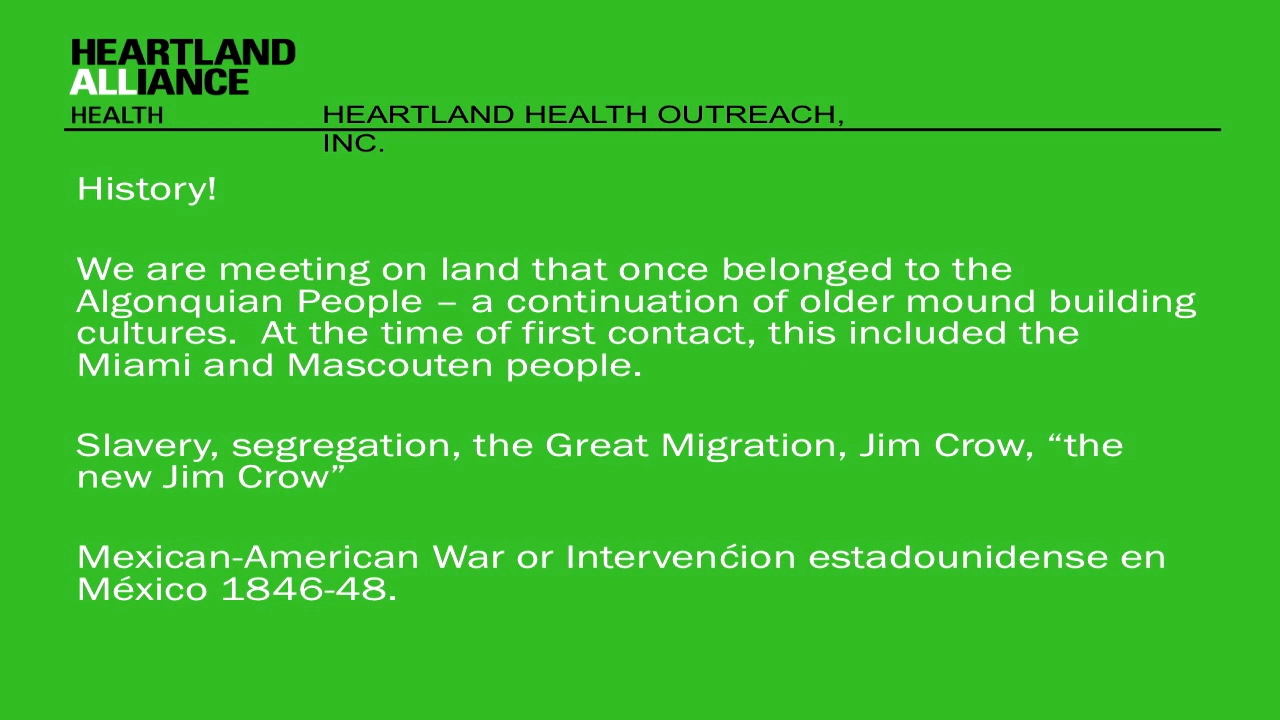 HEARTLAND
ALLIANCE
HEALTH
HEARTLAND HEALTH OUTREACH,
INC.
History!
We are meeting on land that once belonged to the
Algonquian People – a continuation of older mound building
cultures.  At the time of first contact, this included the
Miami and Mascouten people.
Slavery, segregation, the Great Migration, Jim Crow, “the
new Jim Crow”
Mexican-American War or Intervenćion estadounidense en
México 1846-48.